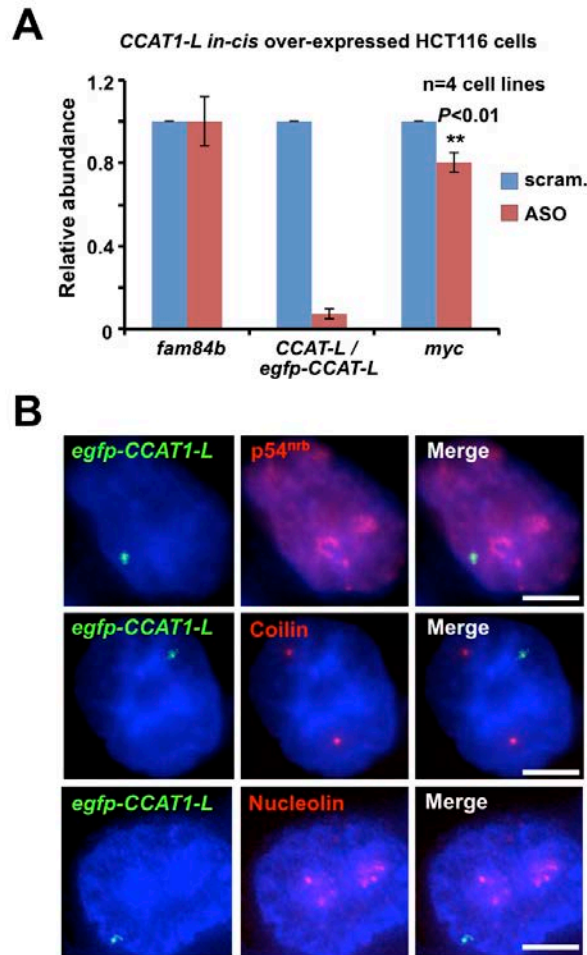 A
CCAT1-L in-cis over-expressed HCT116 cells
n=4 cell lines
P<0.01
**
Relative abundance
1.2
0.8
0.4
0
scram.
ASO
fam84b
CCAT-L /
egfp-CCAT-L
myc
B
egfp-CCAT1-L p54nrb Merge
egfp-CCAT1-L Coilin Merge
egfp-CCAT1-L Nucleolin Merge